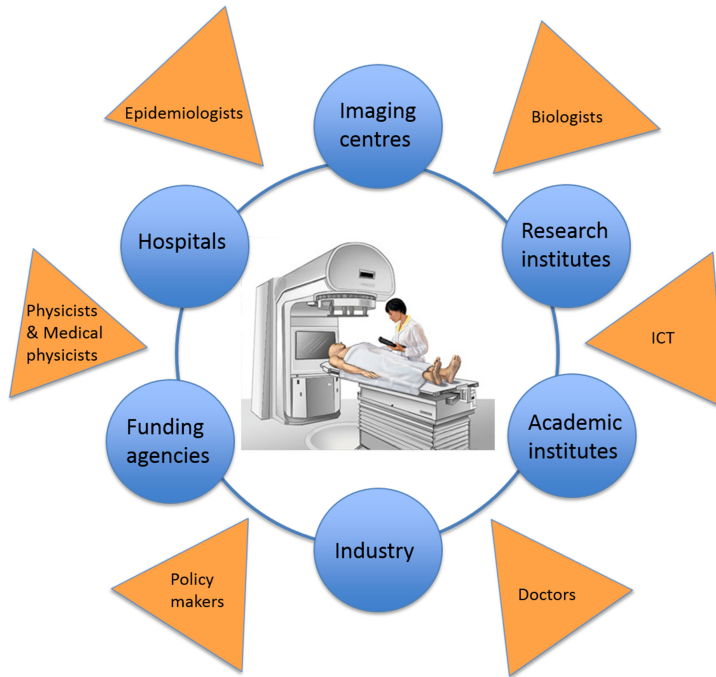 Epidemiologists
Imaging
centres
Biologists
Hospitals
Research
institutes
Physicists
& Medical
physicists
ICT
Funding
agencies
Academic
institutes
Industry
Policy
makers
Doctors